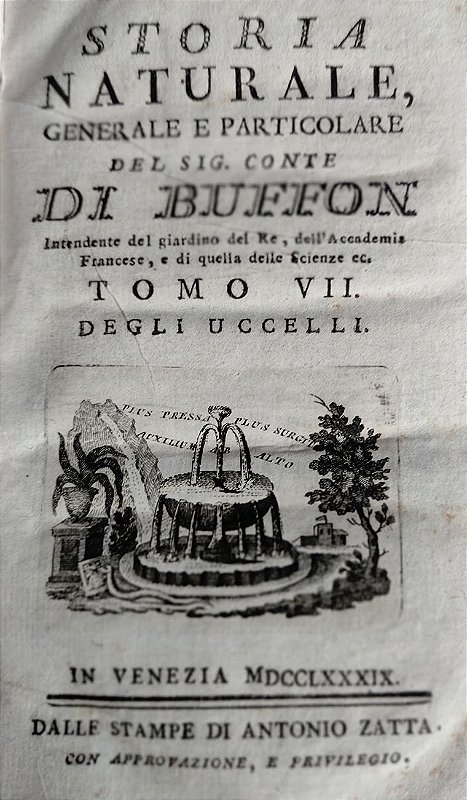 STORIA
NATURALE,
GENERALE E PARTICOLARE
DEL SIG. CONTE
DI BUFFON
Intendente del giardino del Re, dell'Accademia
Francese, e di quella delle Scienze ec.
TOMO VII.
DEGLI UCCELLI.
PLUS PRESSA PLUS SURGIT
AUXILIUM AB ALTO
IN VENEZIA MDCCLXXXIX.
DALLE STAMPE DI ANTONIO ZATTA.
CON APPROVAZIONE, E PRIVILEGIO.